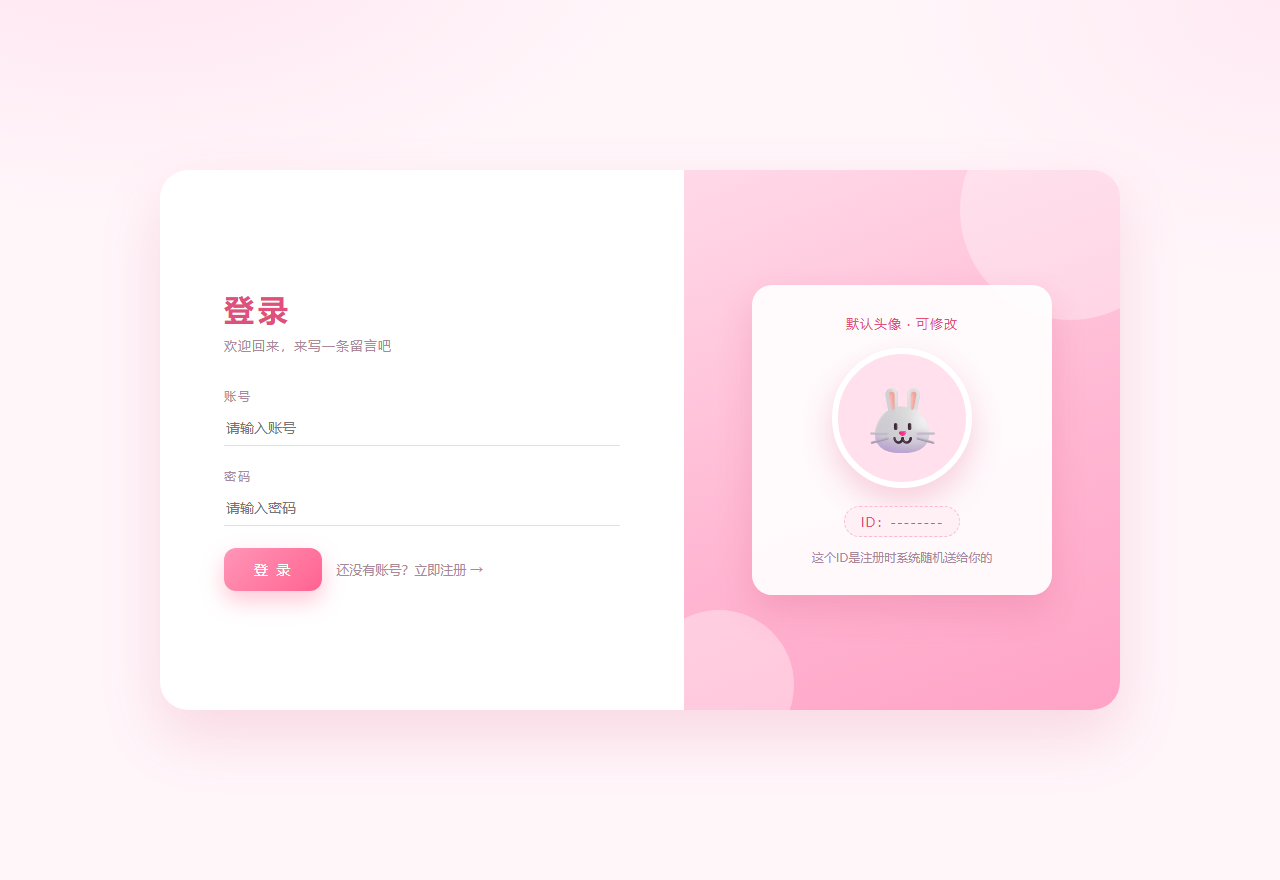 登录
欢迎回来，来写一条留言吧
账号
请输入账号
密码
请输入密码
登 录
还没有账号？立即注册 →
默认头像 · 可修改
ID：--------
这个ID是注册时系统随机送给你的